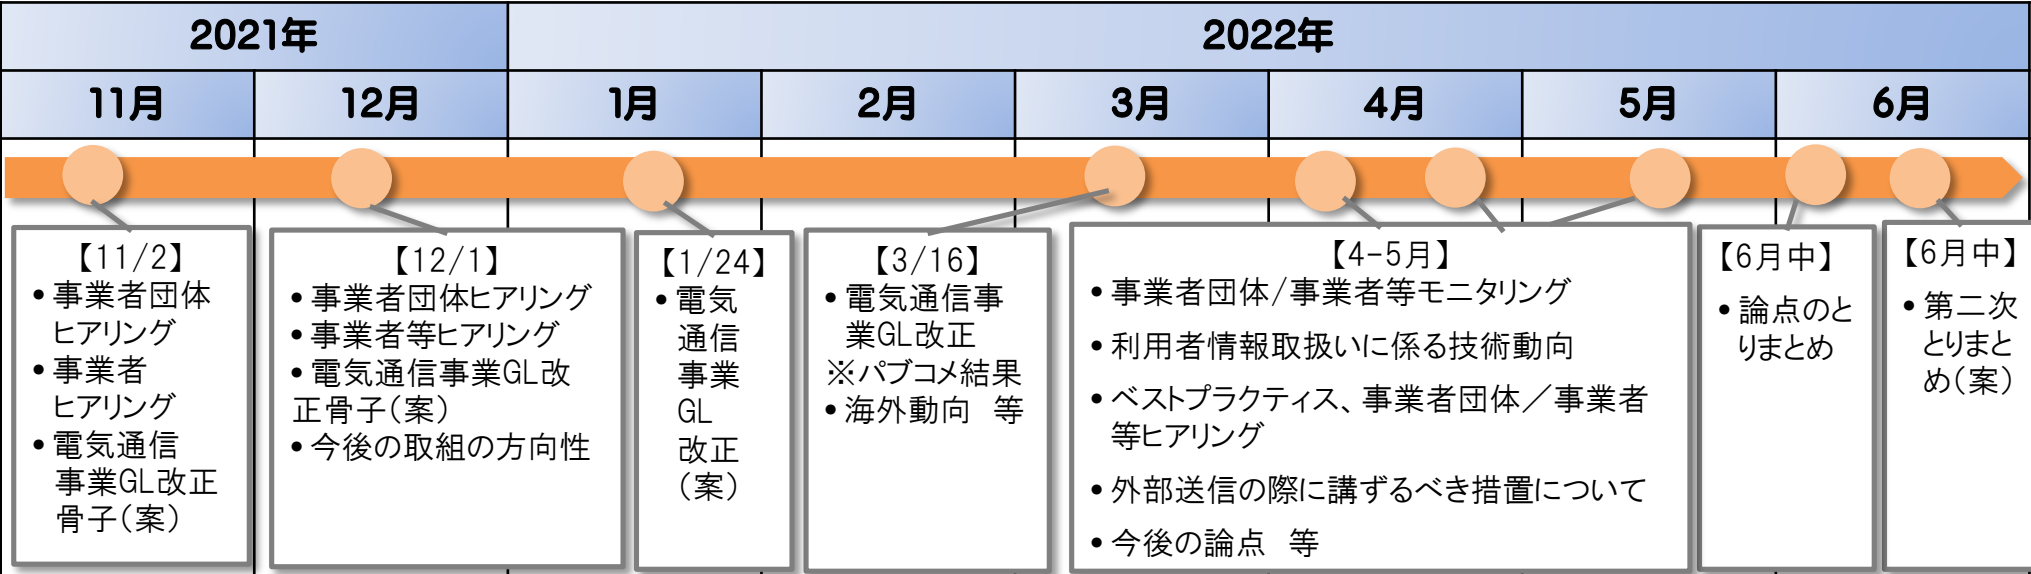 2021年
2022年
11月
12月
1月
2月
3月
4月
5月
6月
【11/2】
•事業者団体
ヒアリング
•事業者
ヒアリング
•電気通信
事業GL改正
骨子（案）
【12/1】
•事業者団体ヒアリング
•事業者等ヒアリング
•電気通信事業GL改
正骨子（案）
•今後の取組の方向性
【1/24】
•電気
通信
事業
GL
改正
（案）
【3/16】
•電気通信事
業GL改正
※パブコメ結果
•海外動向　等
【4-5月】
•事業者団体/事業者等モニタリング
•利用者情報取扱いに係る技術動向
•ベストプラクティス、事業者団体／事業者
等ヒアリング
•外部送信の際に講ずるべき措置について
•今後の論点　等
【6月中】
•論点のと
りまとめ
【6月中】
•第二次
とりまと
め（案）